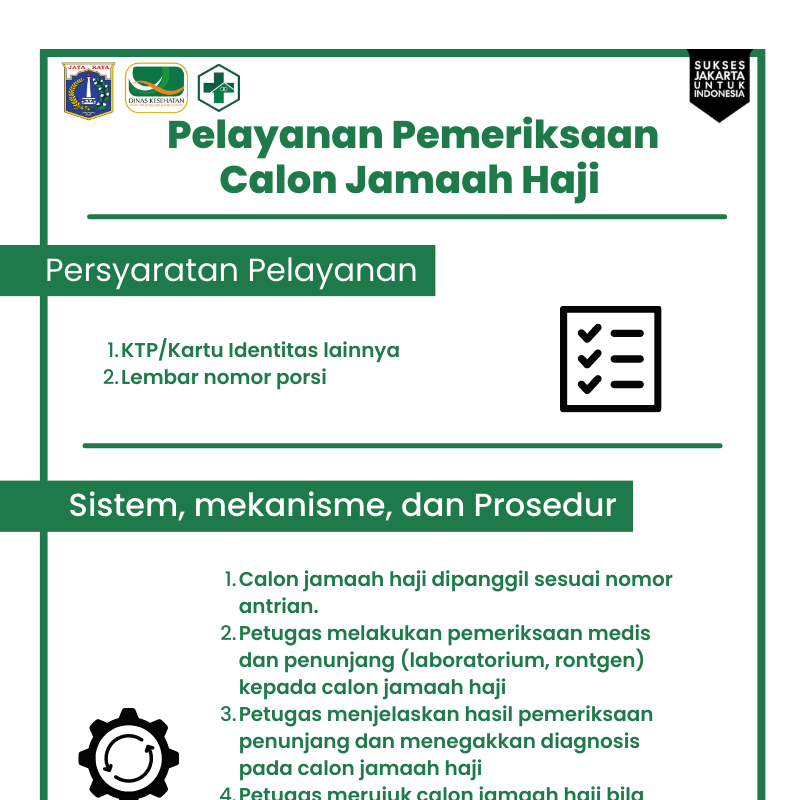 JAYA RAYA
DINAS KESEHATAN
SUKSES
JAKARTA
UNTUK
INDONESIA
Pelayanan Pemeriksaan
Calon Jamaah Haji
Persyaratan Pelayanan
1. KTP/Kartu Identitas lainnya
2. Lembar nomor porsi
Sistem, mekanisme, dan Prosedur
1. Calon jamaah haji dipanggil sesuai nomor
antrian.
2. Petugas melakukan pemeriksaan medis
dan penunjang (laboratorium, rontgen)
kepada calon jamaah haji
3. Petugas menjelaskan hasil pemeriksaan
penunjang dan menegakkan diagnosis
pada calon jamaah haji
4. Petugas merujuk calon jamaah haji bila